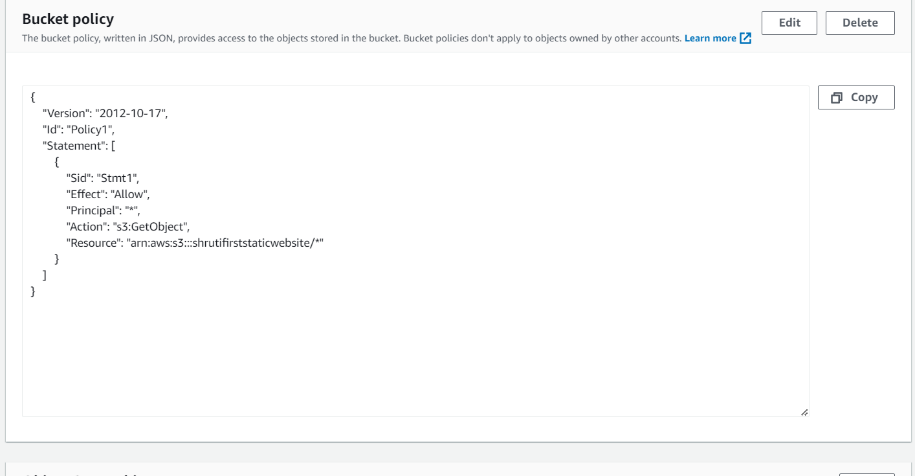 Bucket policy
Edit
Delete
The bucket policy, written in JSON, provides access to the objects stored in the bucket. Bucket policies don't apply to objects owned by other accounts. Learn more
Copy
{
"Version": "2012-10-17",
"Id": "Policy1",
"Statement": [
{
"Sid": "Stmt1",
"Effect": "Allow",
"Principal": "*",
"Action": "s3:GetObject",
"Resource": "arn:aws:s3:::shrutifirststaticwebsite/*"
}
]
}